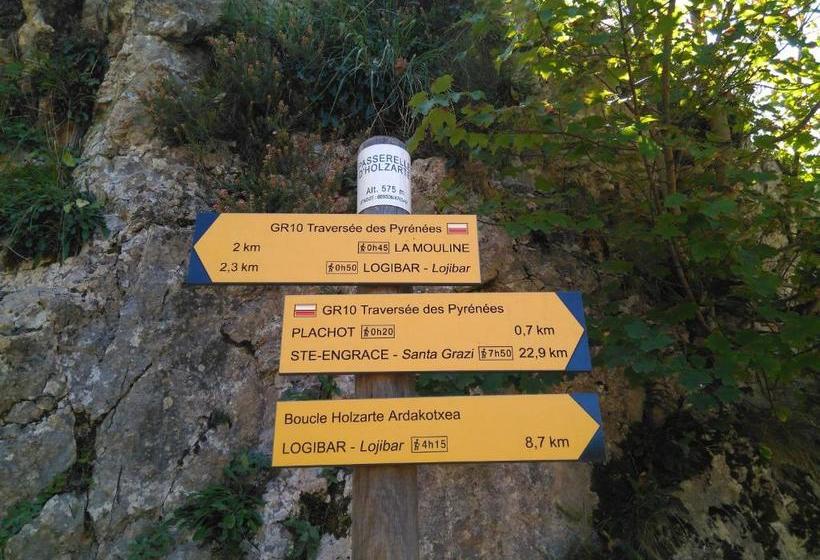 PASSERELLE
D'HOLZARTE
Alt. 575 m
GR10 Traversée des Pyrénées
2 km 0h45 LA MOULINE
2,3 km 0h50 LOGIBAR - Lojibar
GR10 Traversée des Pyrénées
PLACHOT 0h20 0,7 km
STE-ENGRACE - Santa Grazi 7h50 22,9 km
Boucle Holzarte Ardakotxea
LOGIBAR - Lojibar 4h15 8,7 km